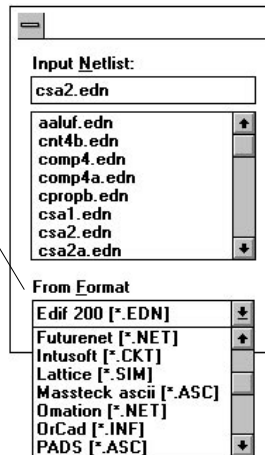 Input Netlist:
csa2.edn
aaluf.edn
cnt4b.edn
comp4.edn
comp4a.edn
cpropb.edn
csa1.edn
csa2.edn
csa2a.edn
From Format
Edif 200 [*.EDN]
Futurenet [*.NET]
Intusoft [*.CKT]
Lattice [*.SIM]
Massteck ascii [*.ASC]
Omation [*.NET]
OrCad [*.INF]
PADS [*.ASC]